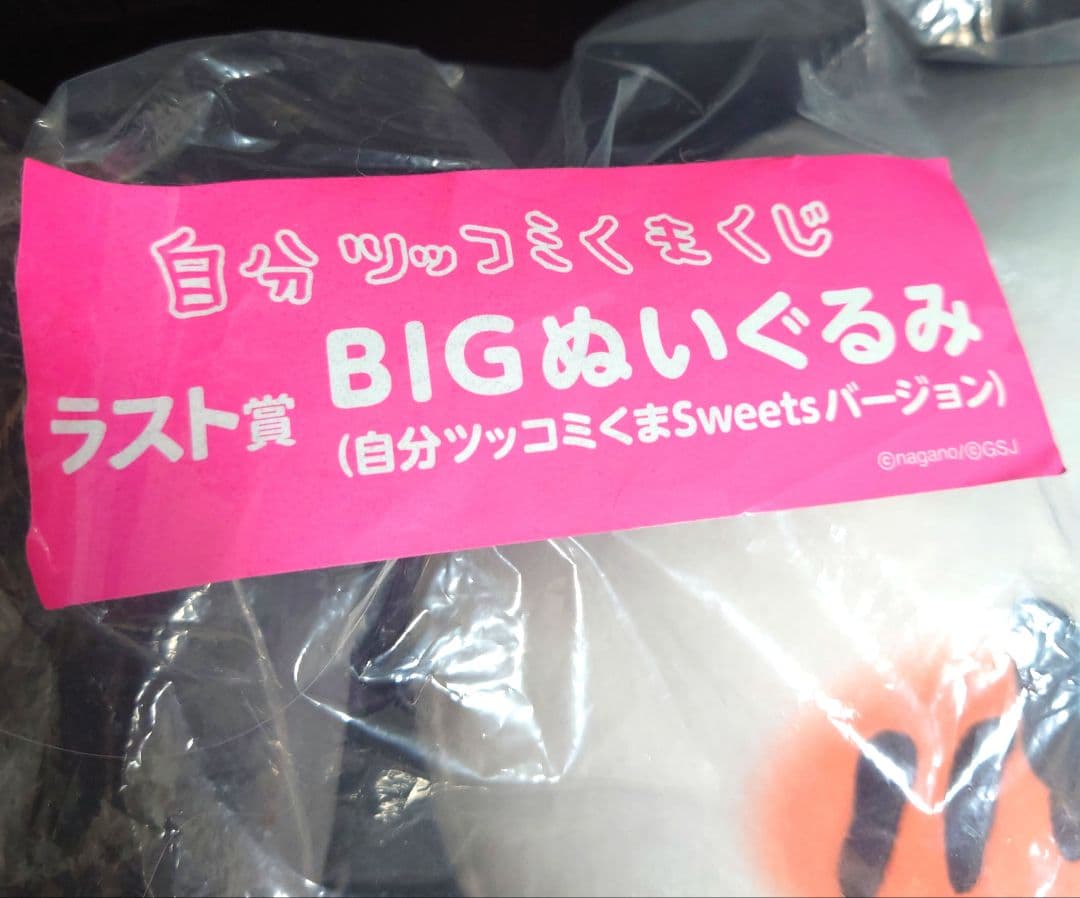 自分ツッコミくまくじ
ラスト賞 BIGぬいぐるみ
(自分ツッコミくまSweetsバージョン)
©nagano/©GSJ